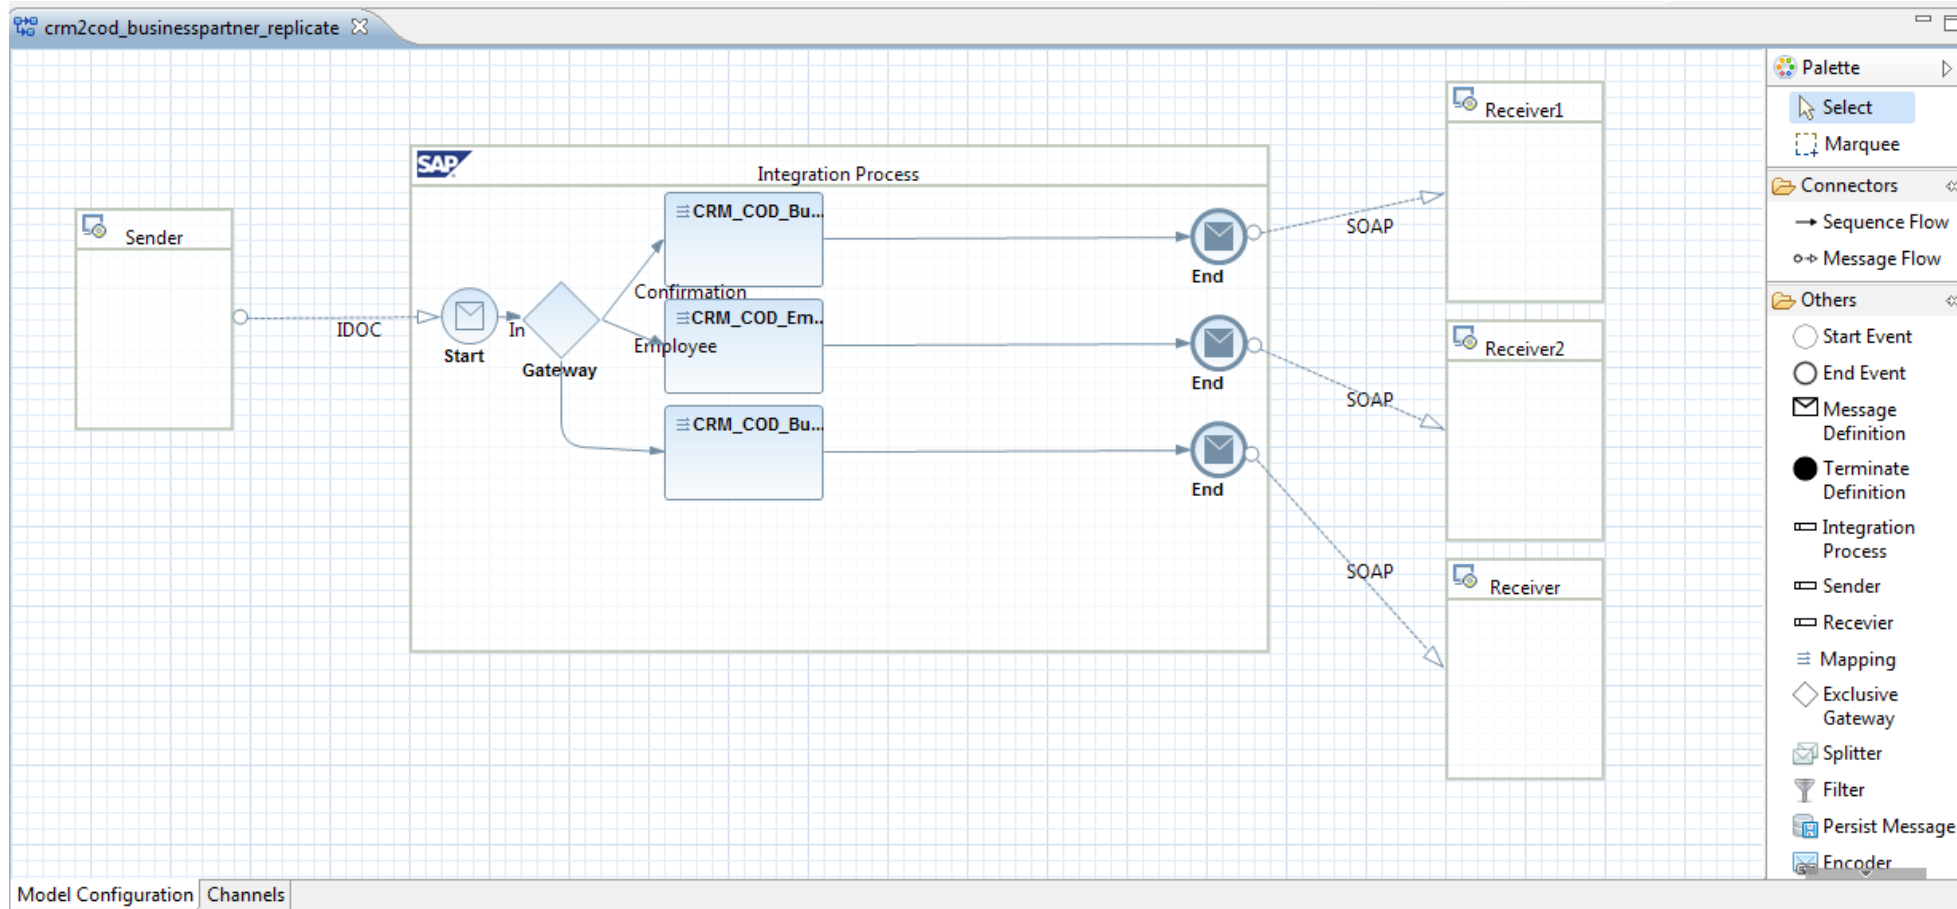 crm2cod_businesspartner_replicate
Palette
Select
Marquee
Connectors
Sequence Flow
Message Flow
Others
Start Event
End Event
Message
Definition
Terminate
Definition
Integration
Process
Sender
Recevier
Mapping
Exclusive
Gateway
Splitter
Filter
Persist Message
Encoder
Sender
IDOC
SAP
Integration Process
Start
In
Gateway
CRM_COD_Bu...
Confirmation
CRM_COD_Em..
Employee
CRM_COD_Bu...
End
End
End
SOAP
SOAP
SOAP
Receiver1
Receiver2
Receiver
Model Configuration
Channels